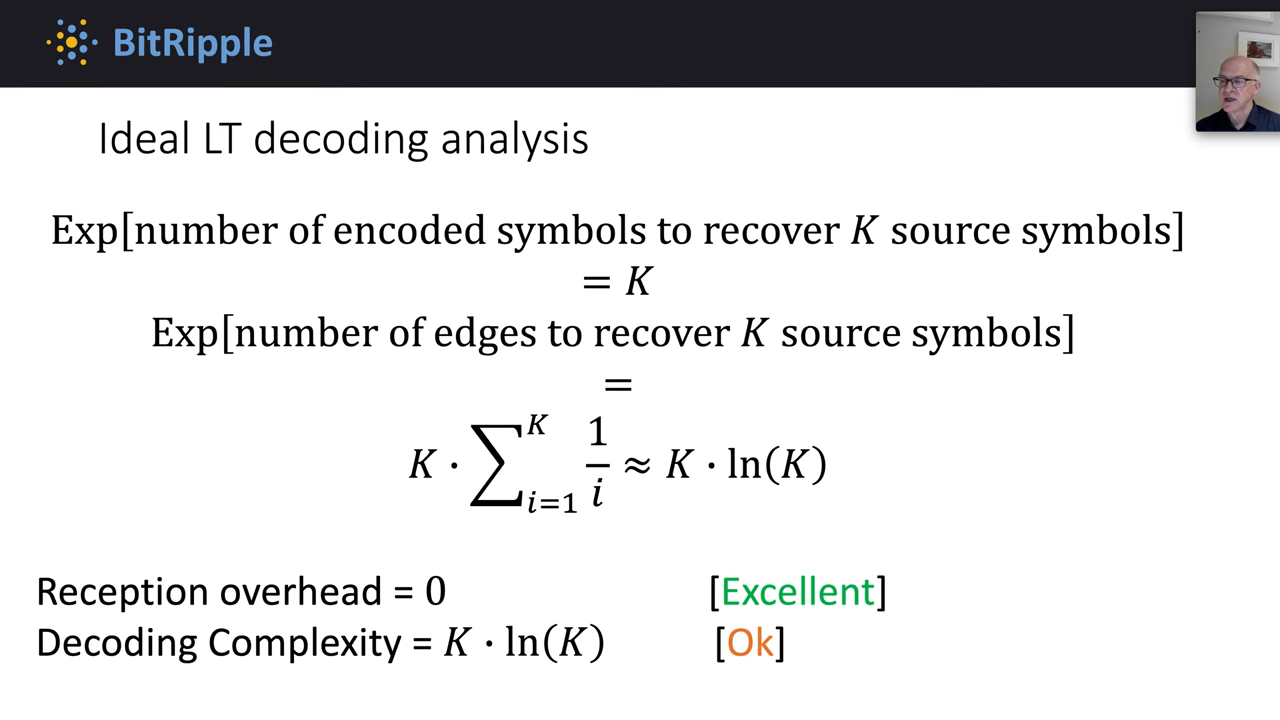 BitRipple
Ideal LT decoding analysis
Exp[number of encoded symbols to recover K source symbols]
= K
Exp[number of edges to recover K source symbols]
=
K · ∑_{i=1}^{K} 1/i ≈ K · ln(K)
Reception overhead = 0 [Excellent]
Decoding Complexity = K · ln(K) [Ok]